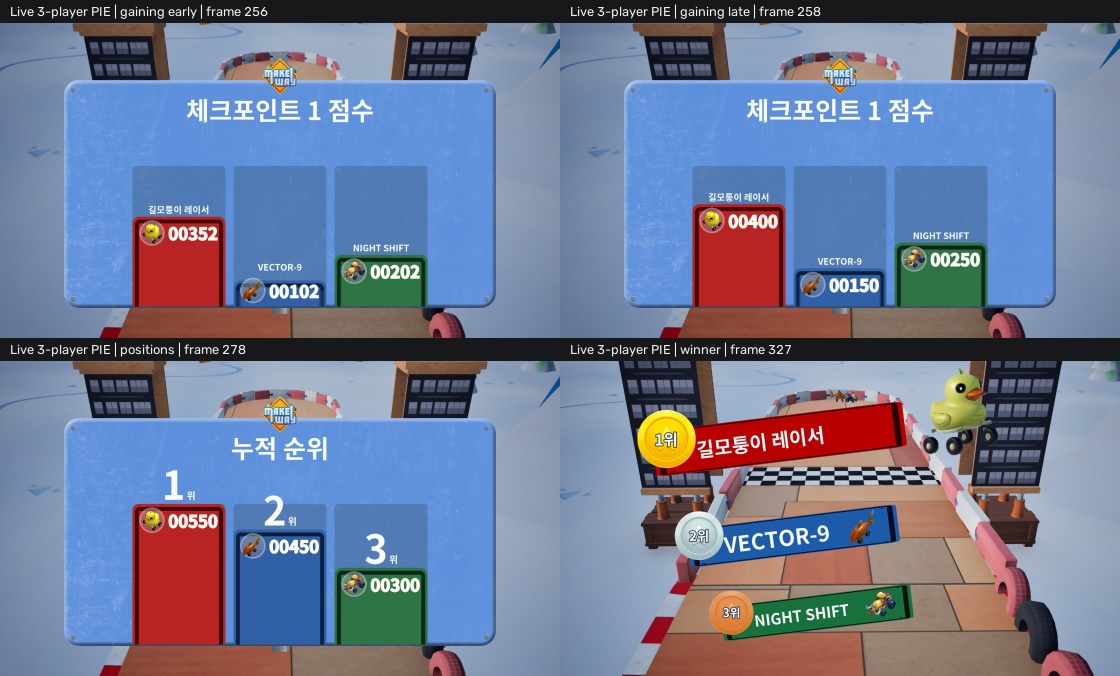 Live 3-player PIE | gaining early | frame 256
MAKE WAY
체크포인트 1 점수
길모퉁이 레이서
00352
VECTOR-9
00102
NIGHT SHIFT
00202
Live 3-player PIE | gaining late | frame 258
MAKE WAY
체크포인트 1 점수
길모퉁이 레이서
00400
VECTOR-9
00150
NIGHT SHIFT
00250
Live 3-player PIE | positions | frame 278
MAKE WAY
누적 순위
1위
00550
2위
00450
3위
00300
Live 3-player PIE | winner | frame 327
1위 길모퉁이 레이서
2위 VECTOR-9
3위 NIGHT SHIFT